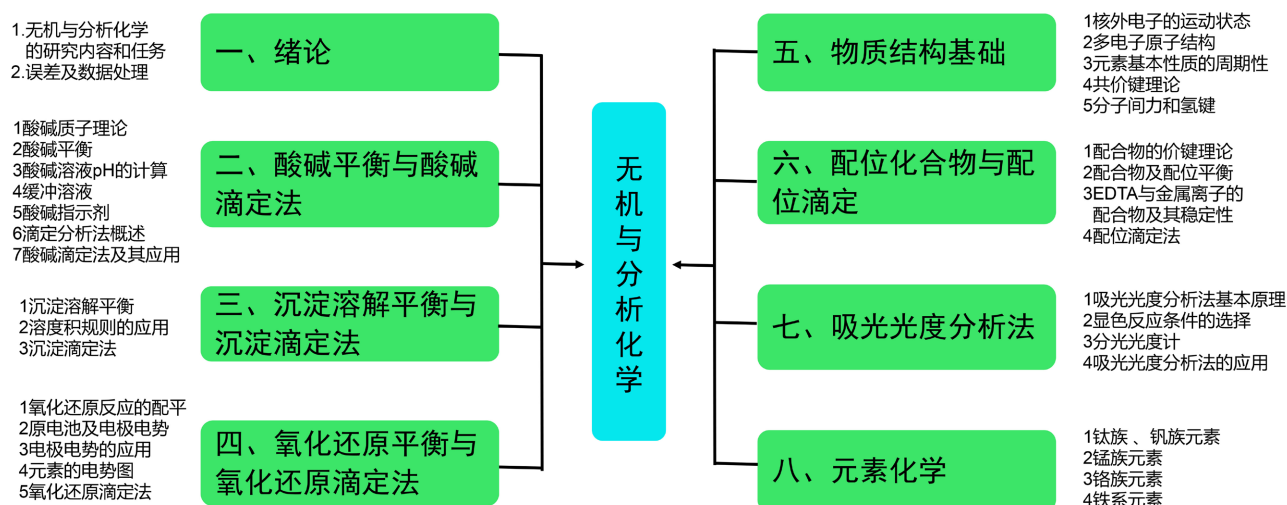 1.无机与分析化学
的研究内容和任务
2.误差及数据处理
一、绪论
1酸碱质子理论
2酸碱平衡
3酸碱溶液pH的计算
4缓冲溶液
5酸碱指示剂
6滴定分析法概述
7酸碱滴定法及其应用
二、酸碱平衡与酸碱
滴定法
1沉淀溶解平衡
2溶度积规则的应用
3沉淀滴定法
三、沉淀溶解平衡与
沉淀滴定法
1氧化还原反应的配平
2原电池及电极电势
3电极电势的应用
4元素的电势图
5氧化还原滴定法
四、氧化还原平衡与
氧化还原滴定法
无机与分析化学
五、物质结构基础
1核外电子的运动状态
2多电子原子结构
3元素基本性质的周期性
4共价键理论
5分子间力和氢键
六、配位化合物与配
位滴定
1配合物的价键理论
2配合物及配位平衡
3EDTA与金属离子的
配合物及其稳定性
4配位滴定法
七、吸光光度分析法
1吸光光度分析法基本原理
2显色反应条件的选择
3分光光度计
4吸光光度分析法的应用
八、元素化学
1钛族 、钒族元素
2锰族元素
3铬族元素
4铁系元素